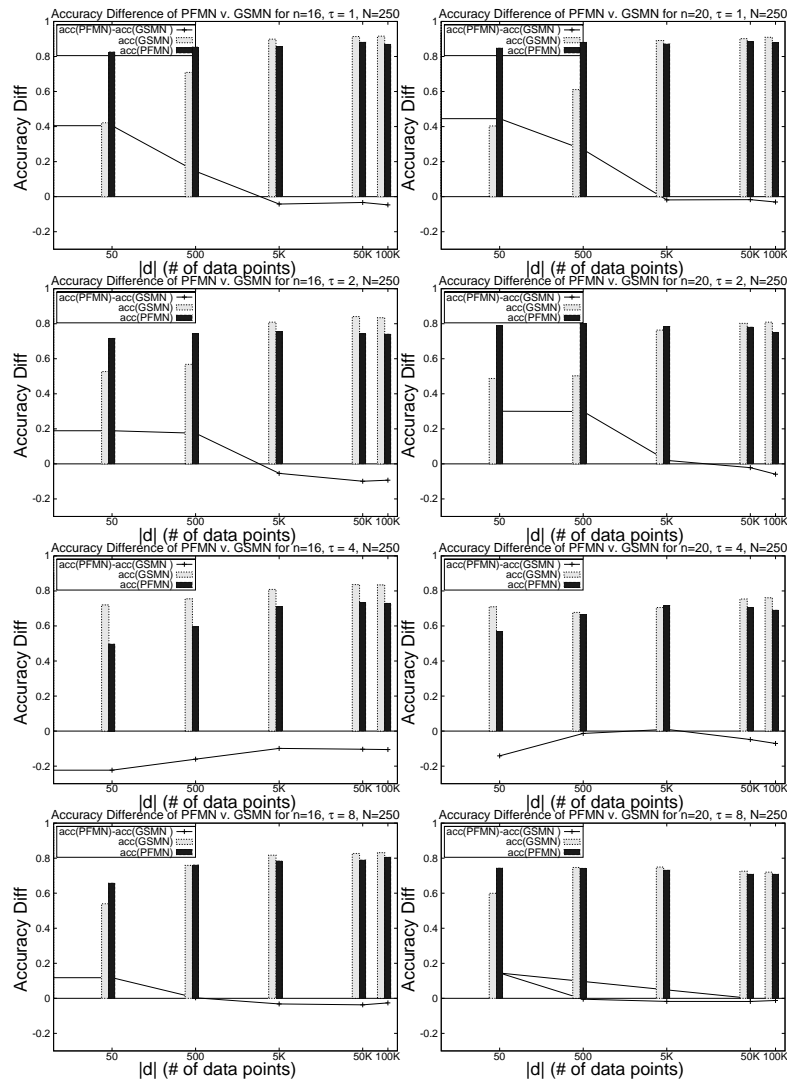 Accuracy Difference of PFMN v. GSMN for n=16, τ = 1, N=250
acc(PFMN)-acc(GSMN )
acc(GSMN)
acc(PFMN)
Accuracy Diff
1
0.8
0.6
0.4
0.2
0
-0.2
50
500
5K
50K
100K
|d| (# of data points)
Accuracy Difference of PFMN v. GSMN for n=20, τ = 1, N=250
acc(PFMN)-acc(GSMN )
acc(GSMN)
acc(PFMN)
Accuracy Diff
1
0.8
0.6
0.4
0.2
0
-0.2
50
500
5K
50K
100K
|d| (# of data points)
Accuracy Difference of PFMN v. GSMN for n=16, τ = 2, N=250
acc(PFMN)-acc(GSMN )
acc(GSMN)
acc(PFMN)
Accuracy Diff
1
0.8
0.6
0.4
0.2
0
-0.2
50
500
5K
50K
100K
|d| (# of data points)
Accuracy Difference of PFMN v. GSMN for n=20, τ = 2, N=250
acc(PFMN)-acc(GSMN )
acc(GSMN)
acc(PFMN)
Accuracy Diff
1
0.8
0.6
0.4
0.2
0
-0.2
50
500
5K
50K
100K
|d| (# of data points)
Accuracy Difference of PFMN v. GSMN for n=16, τ = 4, N=250
acc(PFMN)-acc(GSMN )
acc(GSMN)
acc(PFMN)
Accuracy Diff
1
0.8
0.6
0.4
0.2
0
-0.2
50
500
5K
50K
100K
|d| (# of data points)
Accuracy Difference of PFMN v. GSMN for n=20, τ = 4, N=250
acc(PFMN)-acc(GSMN )
acc(GSMN)
acc(PFMN)
Accuracy Diff
1
0.8
0.6
0.4
0.2
0
-0.2
50
500
5K
50K
100K
|d| (# of data points)
Accuracy Difference of PFMN v. GSMN for n=16, τ = 8, N=250
acc(PFMN)-acc(GSMN )
acc(GSMN)
acc(PFMN)
Accuracy Diff
1
0.8
0.6
0.4
0.2
0
-0.2
50
500
5K
50K
100K
|d| (# of data points)
Accuracy Difference of PFMN v. GSMN for n=20, τ = 8, N=250
acc(PFMN)-acc(GSMN )
acc(GSMN)
acc(PFMN)
Accuracy Diff
1
0.8
0.6
0.4
0.2
0
-0.2
50
500
5K
50K
100K
|d| (# of data points)